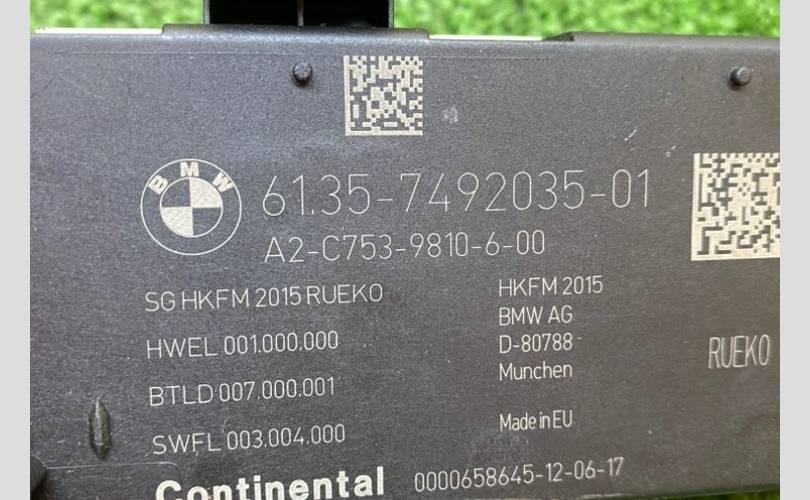 BMW
61.35-7492035-01
A2-C753-9810-6-00
SG HKFM 2015 RUEKO
HWEL 001.000.000
BTLD 007.000.001
SWFL 003.004.000
HKFM 2015
BMW AG
D-80788
Munchen
Made in EU
RUEKO
Continental
0000658645-12-06-17